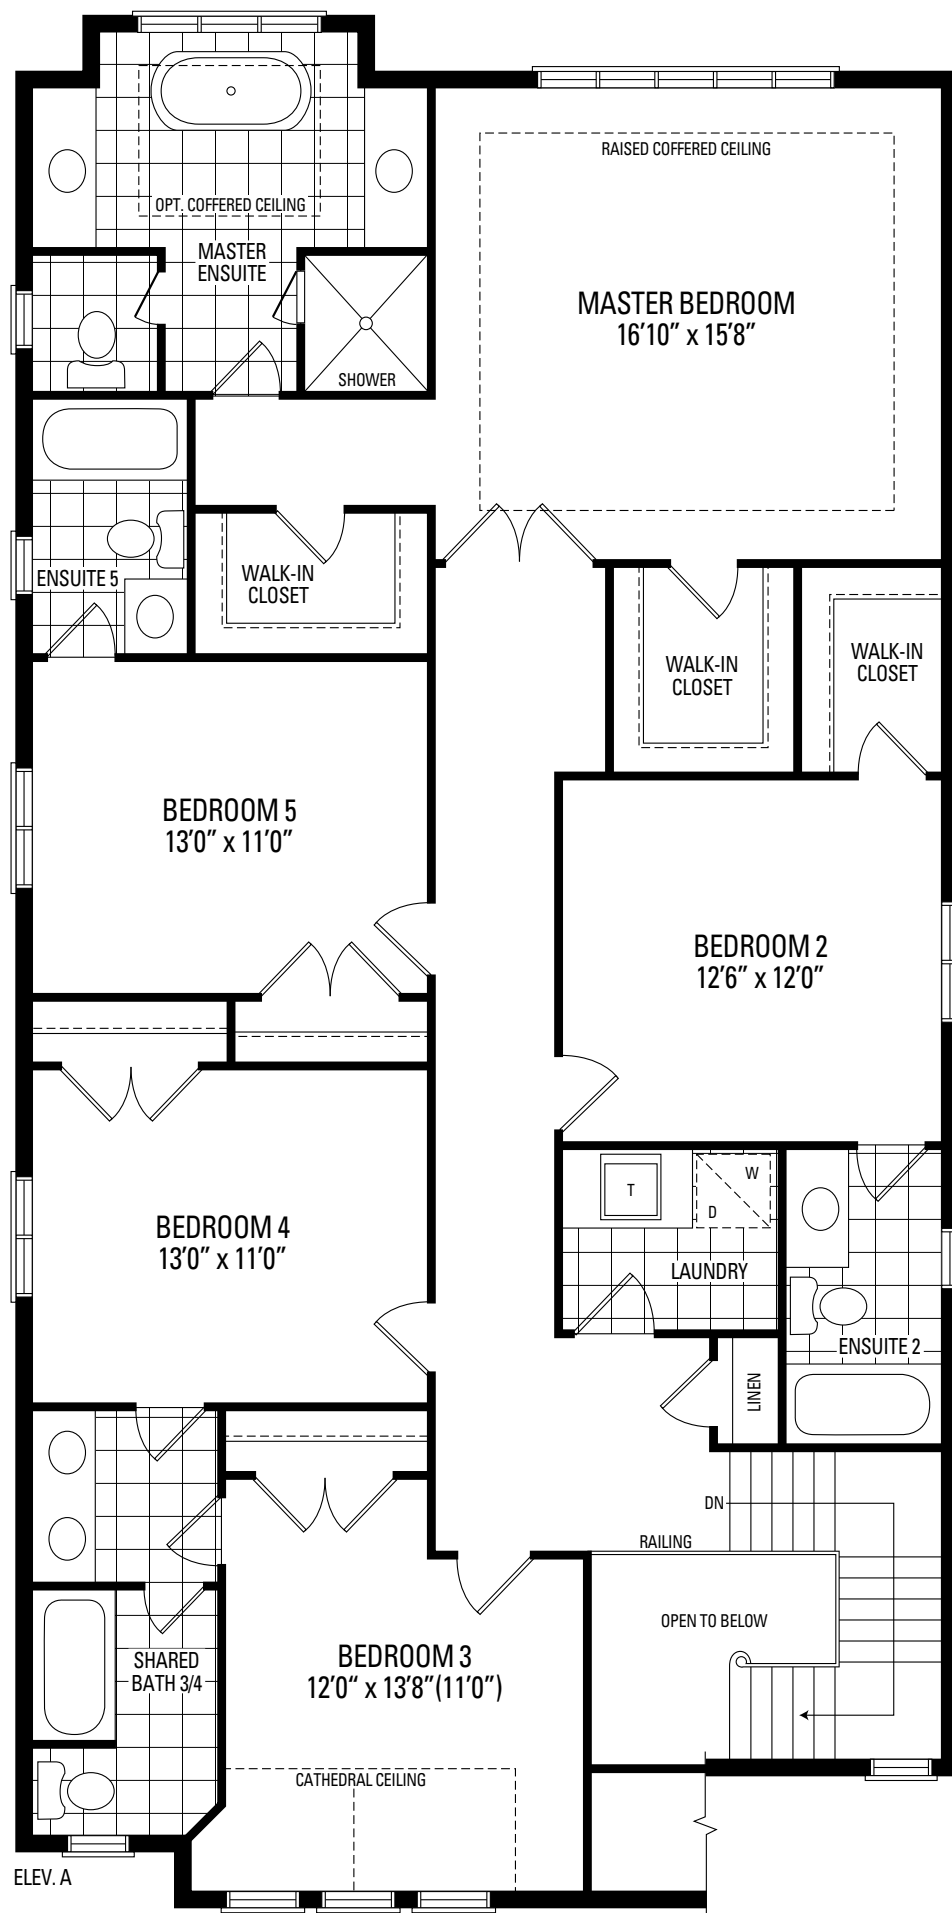 RAISED COFFERED CEILING
OPT. COFFERED CEILING
MASTER
ENSUITE
MASTER BEDROOM
16'10" x 15'8"
SHOWER
ENSUITE 5
WALK-IN
CLOSET
WALK-IN
CLOSET
WALK-IN
CLOSET
BEDROOM 5
13'0" x 11'0"
BEDROOM 2
12'6" x 12'0"
T
W
D
BEDROOM 4
13'0" x 11'0"
LAUNDRY
ENSUITE 2
LINEN
DN
RAILING
OPEN TO BELOW
SHARED
BATH 3/4
BEDROOM 3
12'0" x 13'8"(11'0")
CATHEDRAL CEILING
ELEV. A